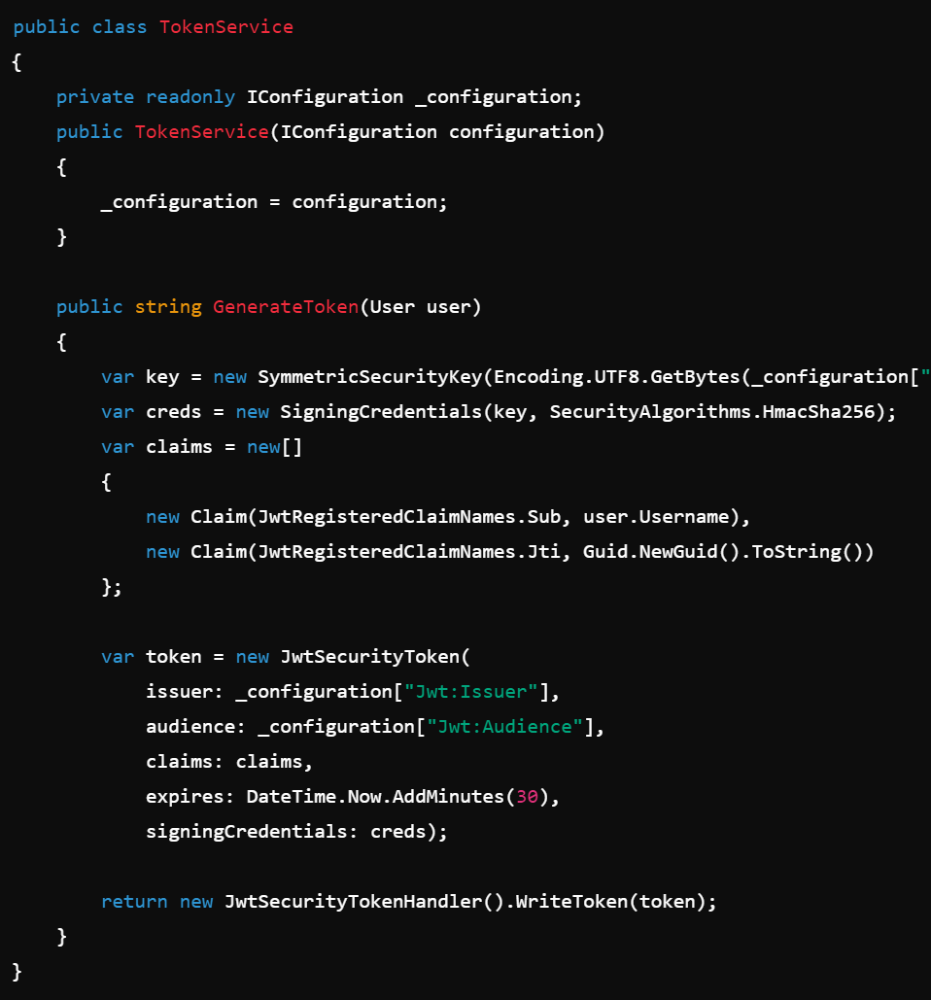 public class TokenService
{
    private readonly IConfiguration _configuration;
    public TokenService(IConfiguration configuration)
    {
        _configuration = configuration;
    }

    public string GenerateToken(User user)
    {
        var key = new SymmetricSecurityKey(Encoding.UTF8.GetBytes(_configuration["
        var creds = new SigningCredentials(key, SecurityAlgorithms.HmacSha256);
        var claims = new[]
        {
            new Claim(JwtRegisteredClaimNames.Sub, user.Username),
            new Claim(JwtRegisteredClaimNames.Jti, Guid.NewGuid().ToString())
        };

        var token = new JwtSecurityToken(
            issuer: _configuration["Jwt:Issuer"],
            audience: _configuration["Jwt:Audience"],
            claims: claims,
            expires: DateTime.Now.AddMinutes(30),
            signingCredentials: creds);

        return new JwtSecurityTokenHandler().WriteToken(token);
    }
}